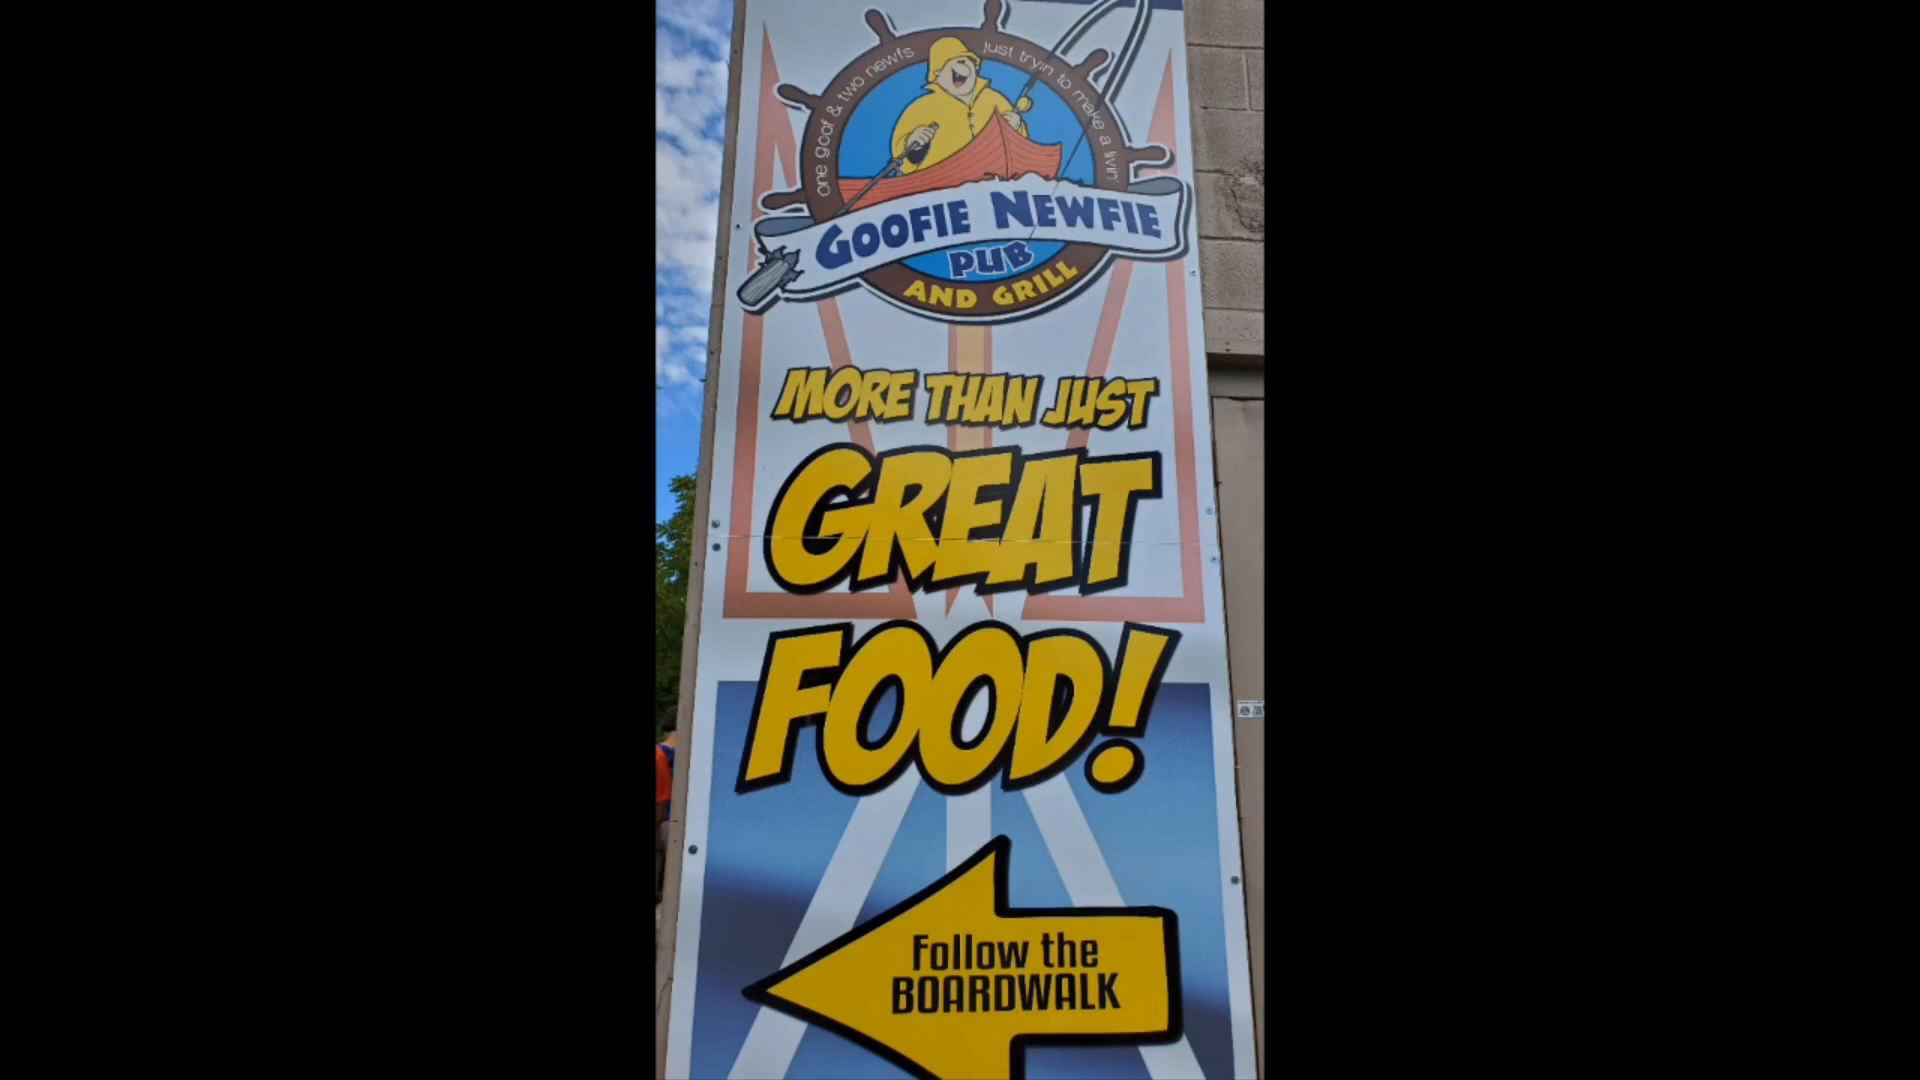 one goof & two newfs just tryin to make a livin
GOOFIE NEWFIE
PUB
AND GRILL
MORE THAN JUST
GREAT
FOOD!
Follow the
BOARDWALK